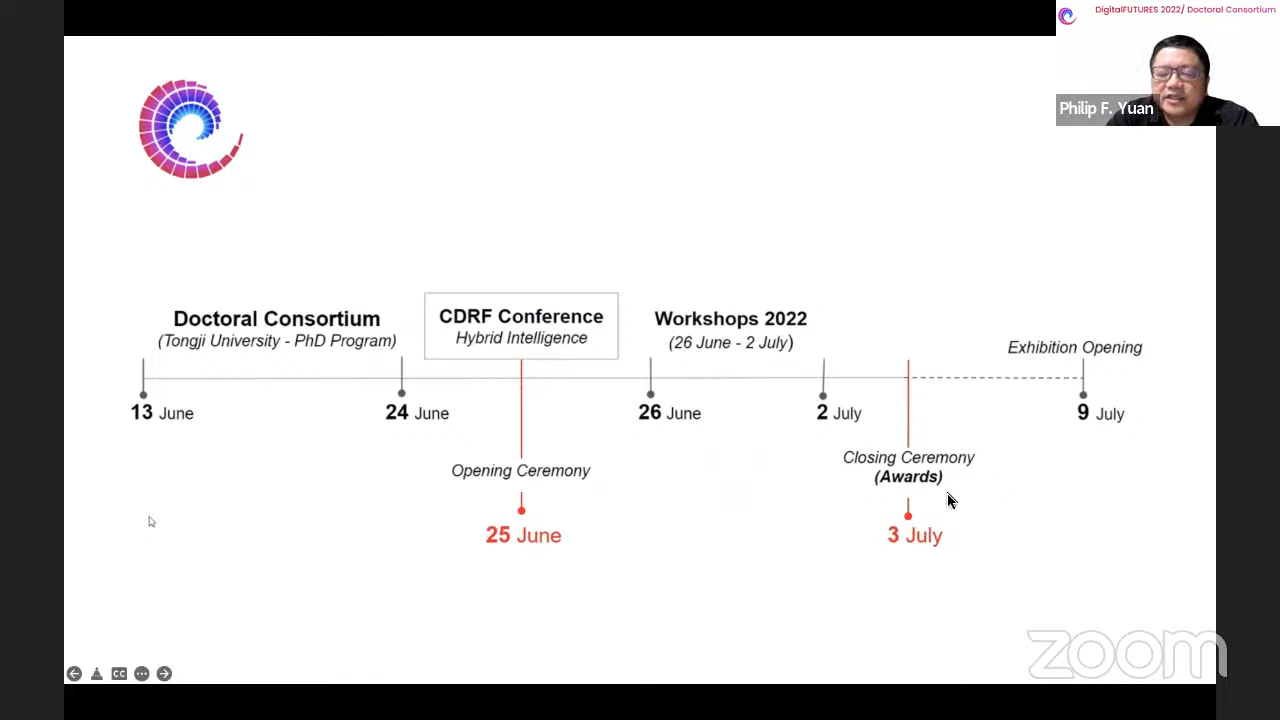 DigitalFUTURES 2022/ Doctoral Consortium
Philip F. Yuan
Doctoral Consortium
(Tongji University - PhD Program)
CDRF Conference
Hybrid Intelligence
Workshops 2022
(26 June - 2 July)
Exhibition Opening
13 June
24 June
26 June
2 July
9 July
Opening Ceremony
25 June
Closing Ceremony
(Awards)
3 July
CC
zoom